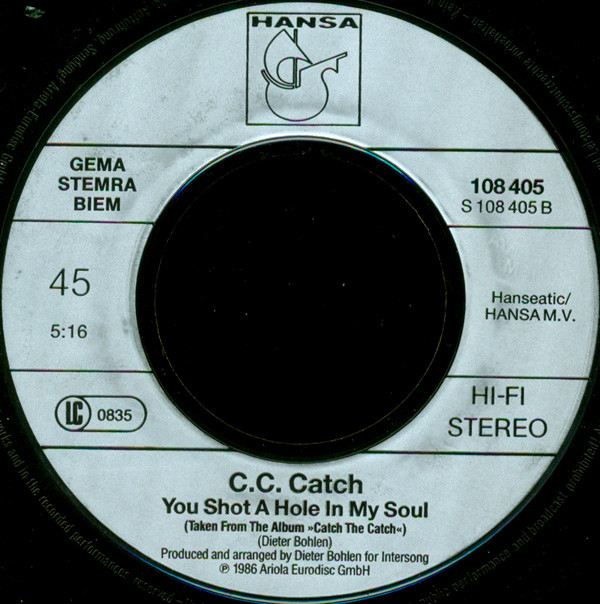 HANSA
GEMA
STEMRA
BIEM
108 405
S 108 405 B
45
5:16
Hanseatic/
HANSA M.V.
LC 0835
HI-FI
STEREO
C.C. Catch
You Shot A Hole In My Soul
(Taken From The Album »Catch The Catch«)
(Dieter Bohlen)
Produced and arranged by Dieter Bohlen for Intersong
℗ 1986 Ariola Eurodisc GmbH